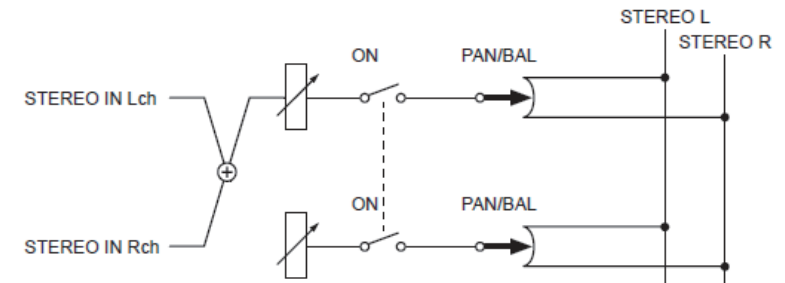 STEREO L
STEREO R
ON
PAN/BAL
STEREO IN Lch
ON
PAN/BAL
STEREO IN Rch